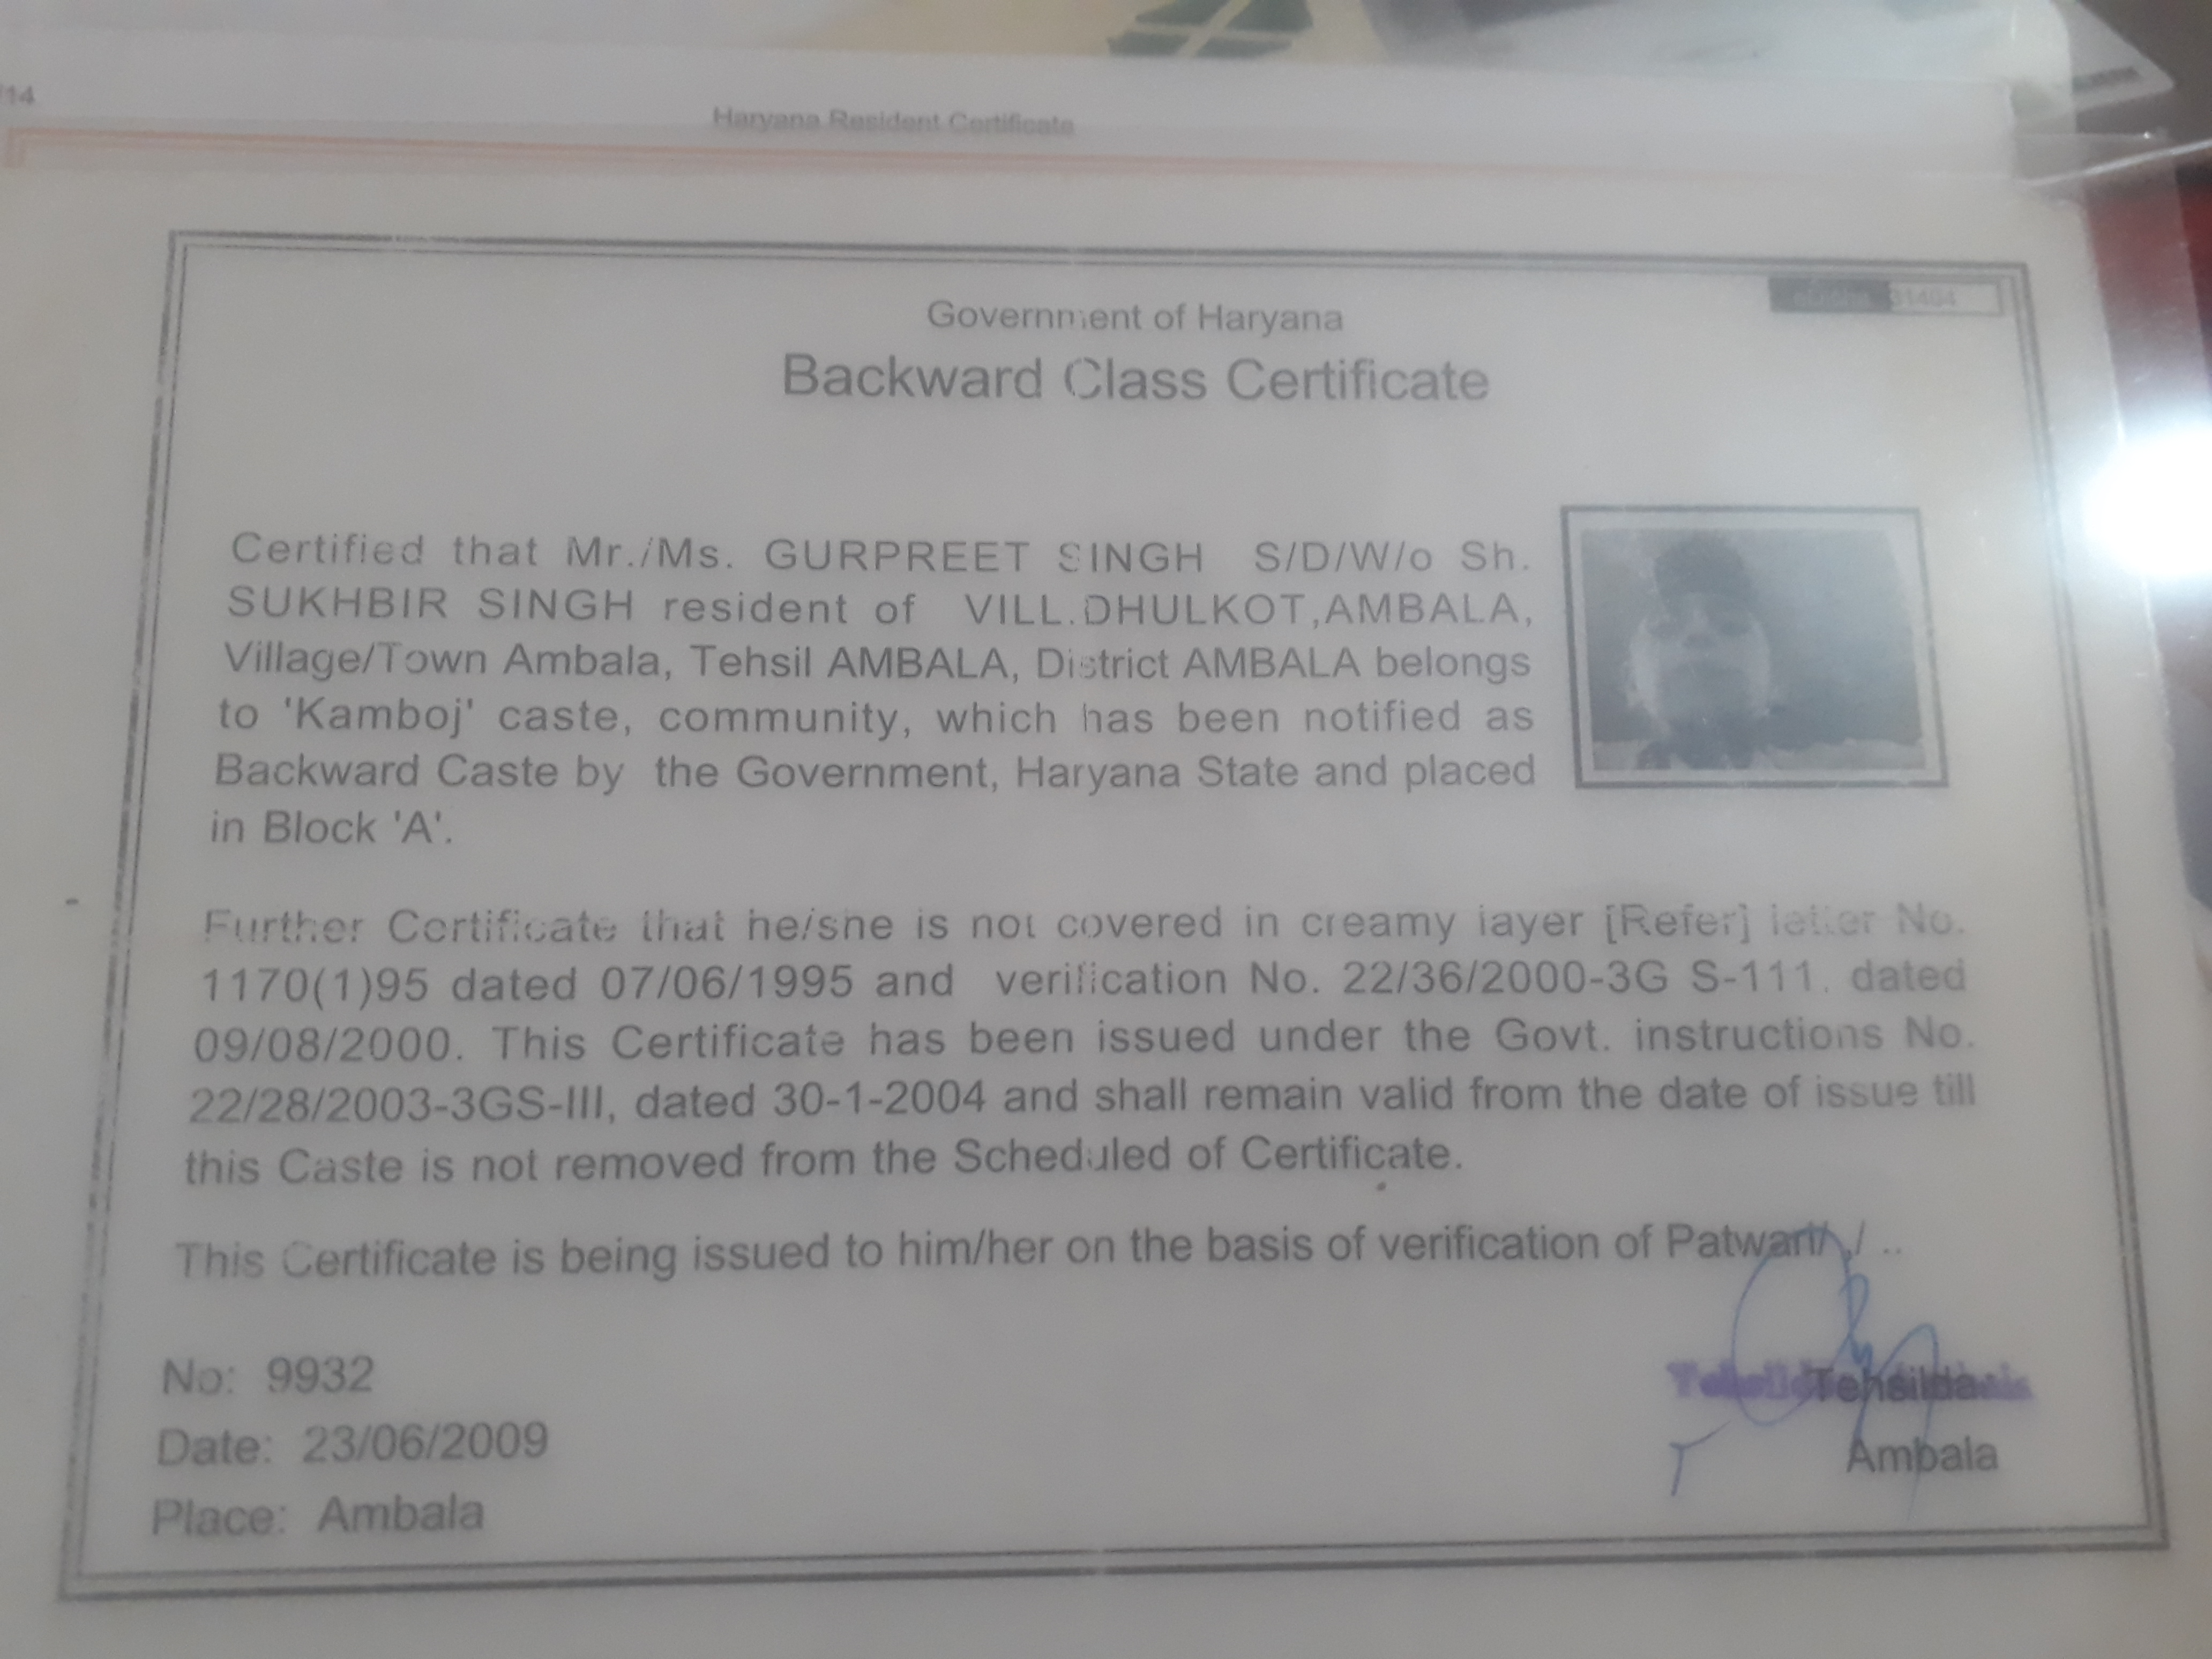 /14
Haryana Resident Certificate
31464
Government of Haryana
Backward Class Certificate
Certified that Mr./Ms. GURPREET SINGH S/D/W/o Sh.
SUKHBIR SINGH resident of VILL.DHULKOT,AMBALA,
Village/Town Ambala, Tehsil AMBALA, District AMBALA belongs
to 'Kamboj' caste, community, which has been notified as
Backward Caste by the Government, Haryana State and placed
in Block 'A'.
Further Certificate that he/she is not covered in creamy layer [Refer] letter No.
1170(1)95 dated 07/06/1995 and verification No. 22/36/2000-3G S-111. dated
09/08/2000. This Certificate has been issued under the Govt. instructions No.
22/28/2003-3GS-III, dated 30-1-2004 and shall remain valid from the date of issue till
this Caste is not removed from the Scheduled of Certificate.
This Certificate is being issued to him/her on the basis of verification of Patwari/,/ ..
No: 9932
Date: 23/06/2009
Place: Ambala
Tehsildar
Ambala